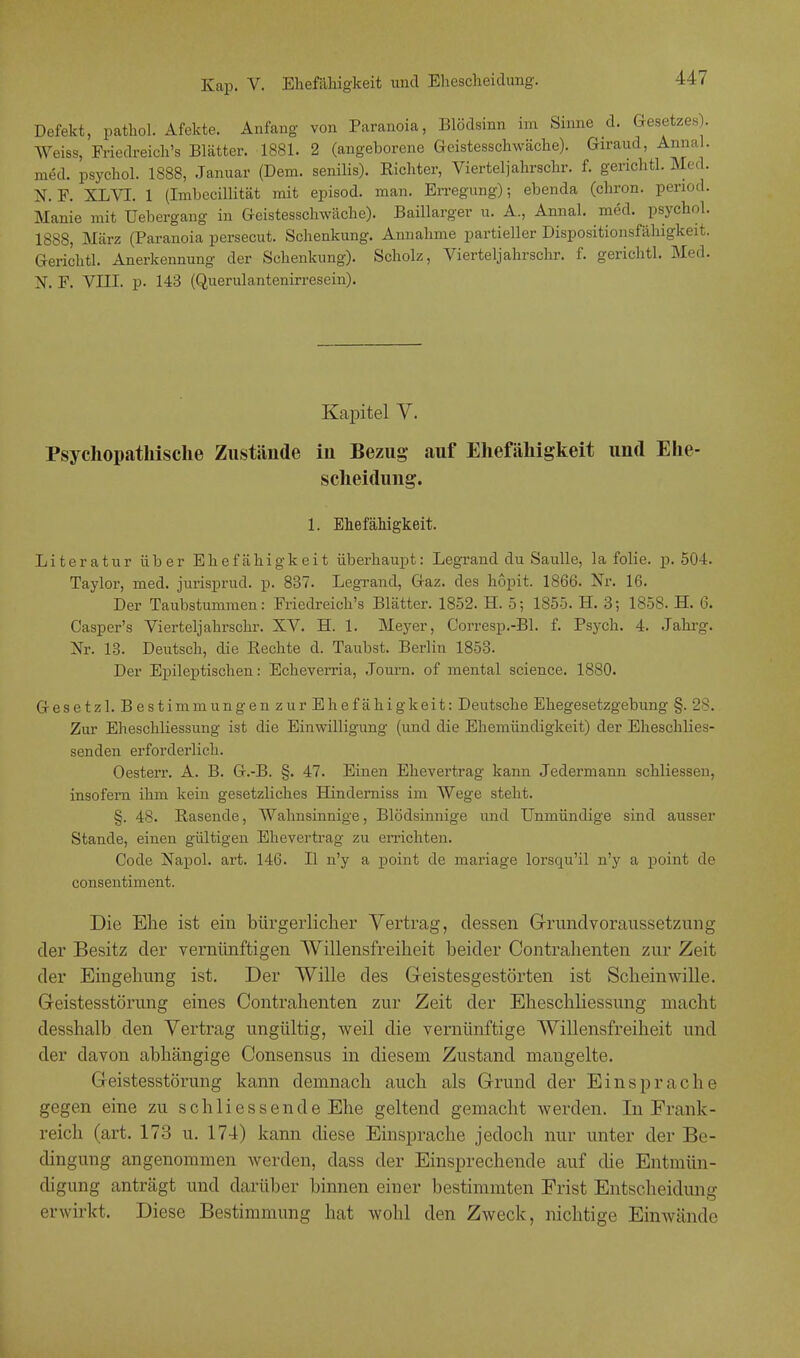 Kap. V. Ehefähigkeit und Ehescheidung. 447
Defekt, pathol. Afekte. Anfang von Paranoia, Blödsinn im Sinne d. Gesetzes).
Weiss, Friedreich's Blätter. 1881. 2 (angeborene Geistesschwäche). Giraud, Annal.
méd. psychol. 1888, Januar (Dem. senilis). Richter, Vierteljahrschr. f. gerichtl. Med.
N. F. XLVI. 1 (Imbecillität mit episod. man. Erregung); ebenda (chron. period.
Manie mit Uebergang in Geistesschwäche). Baillarger u. A., Annal. méd. psychol.
1888, März (Paranoia persecut. Schenkung. Annahme partieller Dispositionsfähigkeit.
Gerichtl. Anerkennung der Schenkung). Scholz, Vierteljahrschr. f. gerichtl. Med.
N. F. VIII. p. 143 (Querulantenirresein).
Kapitel V.
Psychopathische Zustände in Bezug auf Ehefähigkeit und Ehe-
scheidung.
1. Ehefähigkeit.
Literatur über Ehefähigkeit überhaupt: Legrand du Saulle, la folie. p. 504.
Taylor, med. jurisprud. p. 837. Legrand, Gaz. des hôpit. 1866. Nr. 16.
Der Taubstummen: Friedreich's Blätter. 1852. H. 5; 1855. H. 3; 1858. H. 6.
Casper's Vierteljahrschr. XV. H. 1. Meyer, Corresp.-Bl. f. Psych. 4. Jahrg.
Nr. 13. Deutsch, die Rechte d. Taubst. Berlin 1853.
Der Epileptischen: Echeverria, Journ. of mental science. 1880.
Gesetzl. Bestimmungen zur Ehefähigkeit: Deutsche Ehegesetzgebung §. 28.
Zur Eheschliessung ist die Einwilligung (und die Ehemündigkeit) der Eheschlies-
senden erforderlich.
Oesterr. A. B. G.-B. §. 47. Einen Ehevertrag kann Jedermann schliessen,
insofern ihm kein gesetzliches Hinderniss im Wege steht.
§. 48. Rasende, Wahnsinnige, Blödsinnige und Unmündige sind ausser
Stande, einen gültigen Ehevertrag zu errichten.
Code Napol. art. 146. Il n'y a point de mariage lorsqu'il n'y a point de
consentiment.
Die Ehe ist ein bürgerlicher Vertrag, dessen Grundvoraussetzung
der Besitz der vernünftigen Willensfreiheit beider Contrahenten zur Zeit
der Eingehung ist. Der Wille des Geistesgestörten ist Scheinwille.
Geistesstörung eines Contrahenten zur Zeit der Eheschliessung macht
desshalb den Vertrag ungültig, weil die vernünftige Willensfreiheit und
der davon abhängige Consensus in diesem Zustand mangelte.
Geistesstörung kann demnach auch als Grund der Einsprache
gegen eine zu schliessende Ehe geltend gemacht werden. In Frank-
reich (art. 173 u. 174) kann diese Einsprache jedoch nur unter der Be-
dingung angenommen werden, dass der Einsprechende auf die Entmün-
digung anträgt und darüber binnen einer bestimmten Frist Entscheidung
erwirkt. Diese Bestimmung hat wohl den Zweck, nichtige Einwände